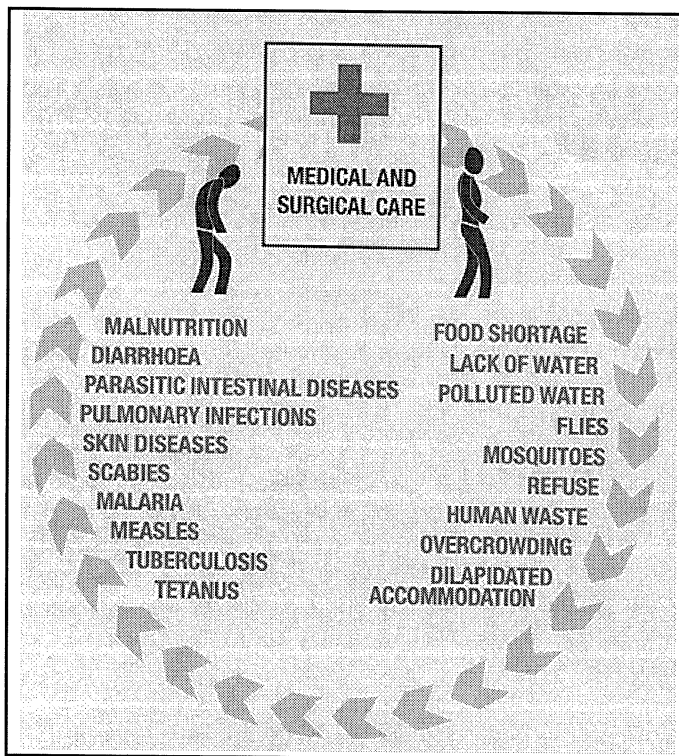 MEDICAL AND
SURGICAL CARE
MALNUTRITION
DIARRHOEA
PARASITIC INTESTINAL DISEASES
PULMONARY INFECTIONS
SKIN DISEASES
SCABIES
MALARIA
MEASLES
TUBERCULOSIS
TETANUS
FOOD SHORTAGE
LACK OF WATER
POLLUTED WATER
FLIES
MOSQUITOES
REFUSE
HUMAN WASTE
OVERCROWDING
DILAPIDATED
ACCOMMODATION